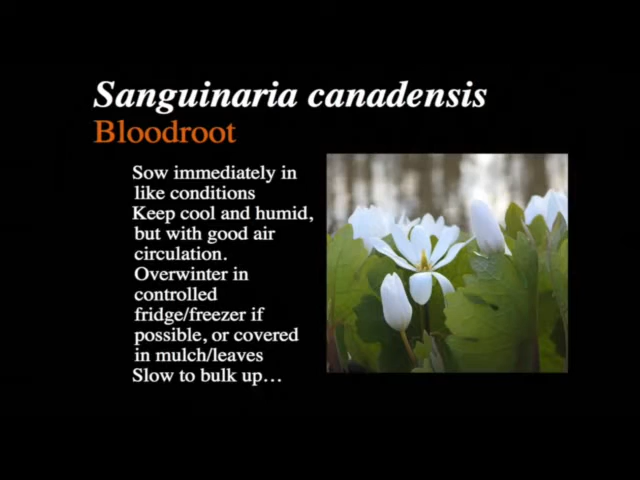 Sanguinaria canadensis
Bloodroot
Sow immediately in
like conditions
Keep cool and humid,
but with good air
circulation.
Overwinter in
controlled
fridge/freezer if
possible, or covered
in mulch/leaves
Slow to bulk up…